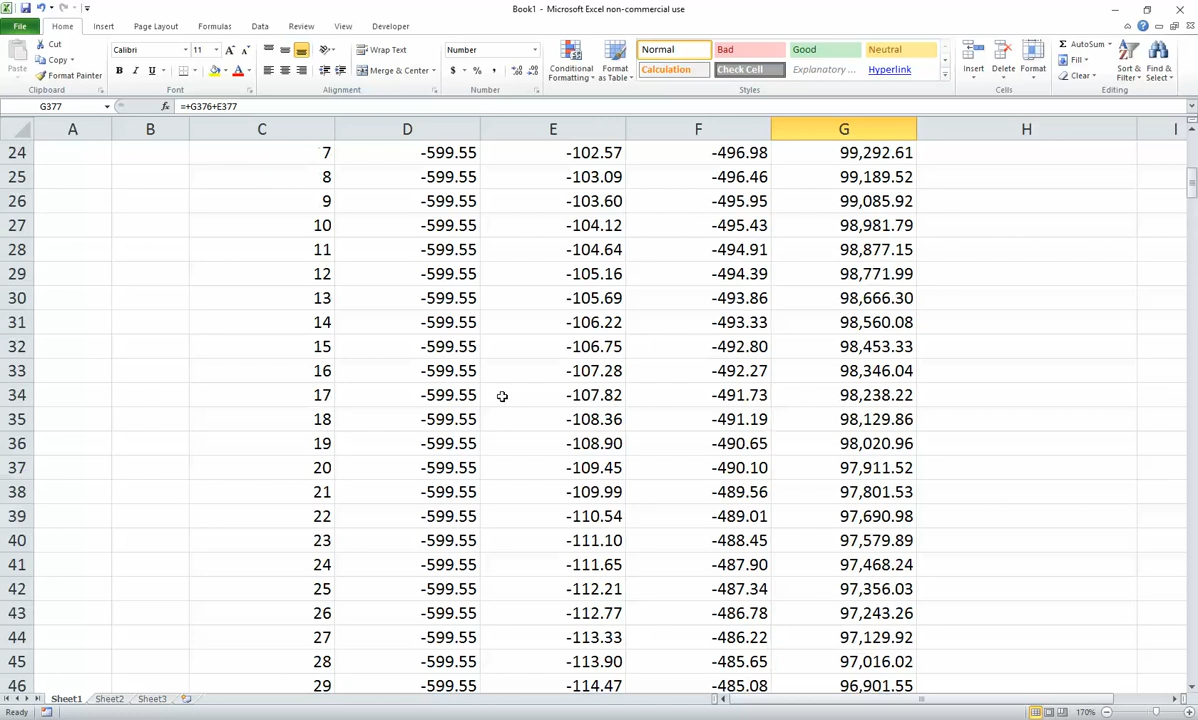 Book1 - Microsoft Excel non-commercial use
File Home Insert Page Layout Formulas Data Review View Developer
Cut
Copy
Format Painter
Paste
Clipboard
Calibri 11 A A
B I U A
Font
Wrap Text
Merge & Center
Alignment
Number
$ % ,
Number
Conditional Formatting
Format as Table
Normal Bad Good Neutral
Calculation Check Cell Explanatory ... Hyperlink
Styles
Insert Delete Format
Cells
Σ AutoSum
Fill
Clear
Sort & Filter
Find & Select
Editing
G377 fx =+G376+E377
A B C D E F G H I
24 7 -599.55 -102.57 -496.98 99,292.61
25 8 -599.55 -103.09 -496.46 99,189.52
26 9 -599.55 -103.60 -495.95 99,085.92
27 10 -599.55 -104.12 -495.43 98,981.79
28 11 -599.55 -104.64 -494.91 98,877.15
29 12 -599.55 -105.16 -494.39 98,771.99
30 13 -599.55 -105.69 -493.86 98,666.30
31 14 -599.55 -106.22 -493.33 98,560.08
32 15 -599.55 -106.75 -492.80 98,453.33
33 16 -599.55 -107.28 -492.27 98,346.04
34 17 -599.55 -107.82 -491.73 98,238.22
35 18 -599.55 -108.36 -491.19 98,129.86
36 19 -599.55 -108.90 -490.65 98,020.96
37 20 -599.55 -109.45 -490.10 97,911.52
38 21 -599.55 -109.99 -489.56 97,801.53
39 22 -599.55 -110.54 -489.01 97,690.98
40 23 -599.55 -111.10 -488.45 97,579.89
41 24 -599.55 -111.65 -487.90 97,468.24
42 25 -599.55 -112.21 -487.34 97,356.03
43 26 -599.55 -112.77 -486.78 97,243.26
44 27 -599.55 -113.33 -486.22 97,129.92
45 28 -599.55 -113.90 -485.65 97,016.02
46 29 -599.55 -114.47 -485.08 96,901.55
Sheet1 Sheet2 Sheet3
Ready 170%